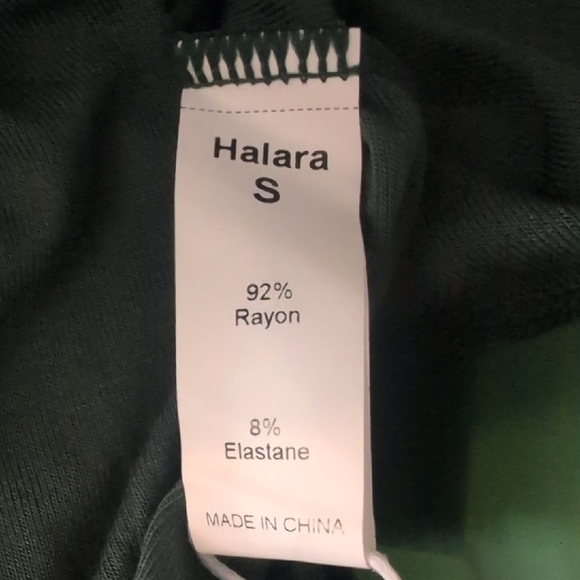 Halara
S
92%
Rayon
8%
Elastane
MADE IN CHINA